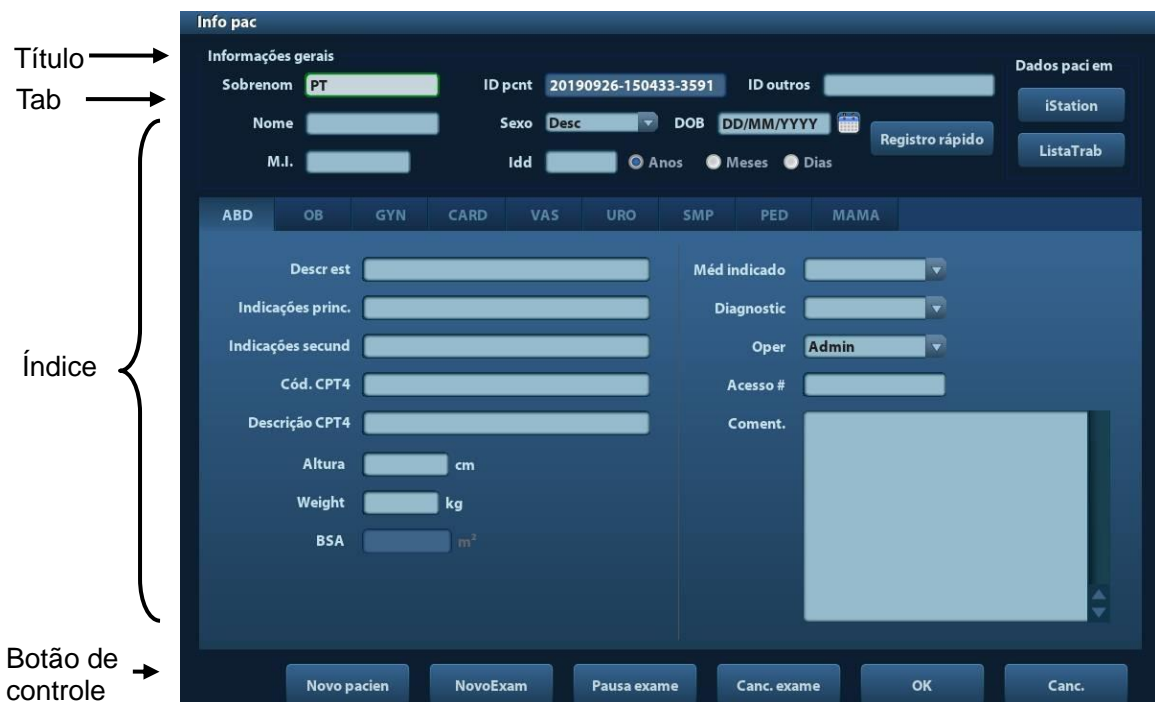 Info pac
Título
Informações gerais
Dados paci em
Tab
Sobrenom PT ID pcnt 20190926-150433-3591 ID outros
iStation
Nome Sexo Desc DOB DD/MM/YYYY Registro rápido
ListaTrab
M.I. Idd Anos Meses Dias
ABD OB GYN CARD VAS URO SMP PED MAMA
Índice
Descr est Méd indicado
Indicações princ. Diagnostic
Indicações secund Oper Admin
Cód. CPT4 Acesso #
Descrição CPT4 Coment.
Altura cm
Weight kg
BSA m²
Botão de
controle
Novo pacien NovoExam Pausa exame Canc. exame OK Canc.